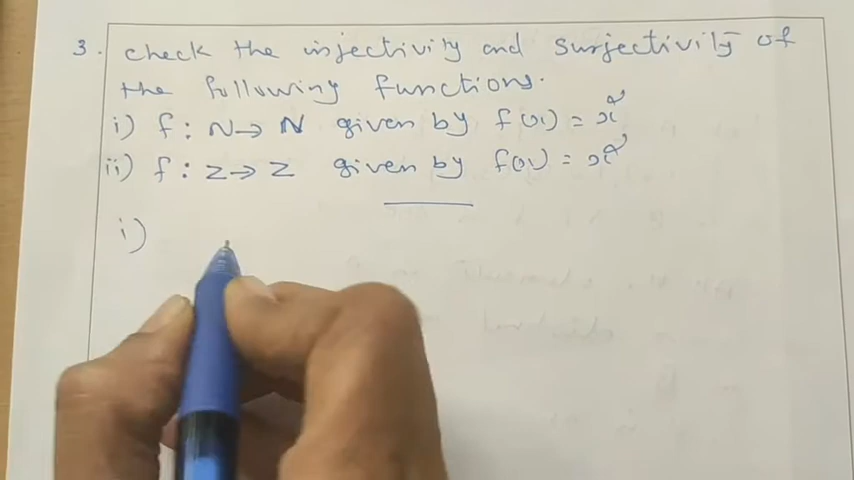 3. check the injectivity and surjectivity of
the following functions.
i) f : N → N given by f(x) = x²
ii) f : Z → Z given by f(x) = x²
i)